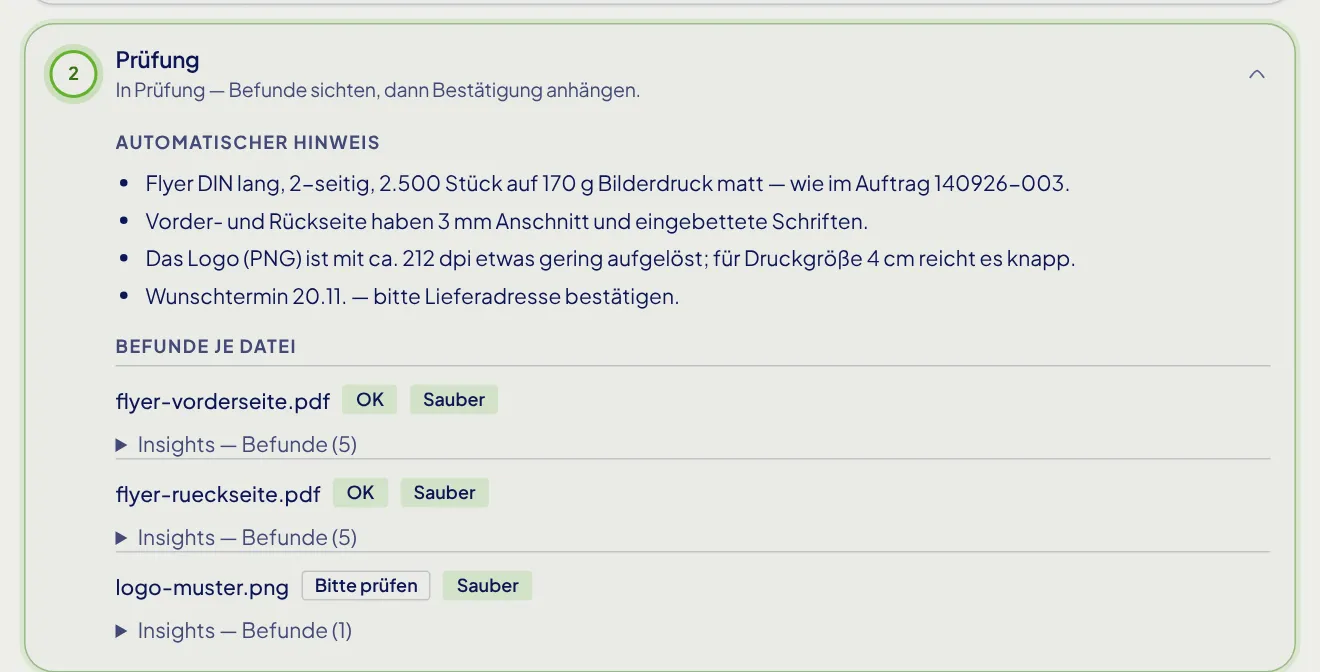 2
Prüfung
In Prüfung — Befunde sichten, dann Bestätigung anhängen.
AUTOMATISCHER HINWEIS
• Flyer DIN lang, 2-seitig, 2.500 Stück auf 170 g Bilderdruck matt — wie im Auftrag 140926-003.
• Vorder- und Rückseite haben 3 mm Anschnitt und eingebettete Schriften.
• Das Logo (PNG) ist mit ca. 212 dpi etwas gering aufgelöst; für Druckgröße 4 cm reicht es knapp.
• Wunschtermin 20.11. — bitte Lieferadresse bestätigen.
BEFUNDE JE DATEI
flyer-vorderseite.pdf OK Sauber
▶ Insights — Befunde (5)
flyer-rueckseite.pdf OK Sauber
▶ Insights — Befunde (5)
logo-muster.png Bitte prüfen Sauber
▶ Insights — Befunde (1)